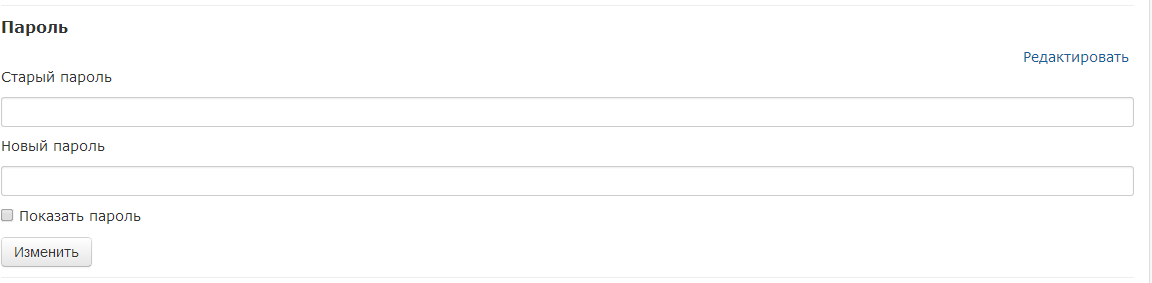 Пароль
Редактировать
Старый пароль
Новый пароль
Показать пароль
Изменить